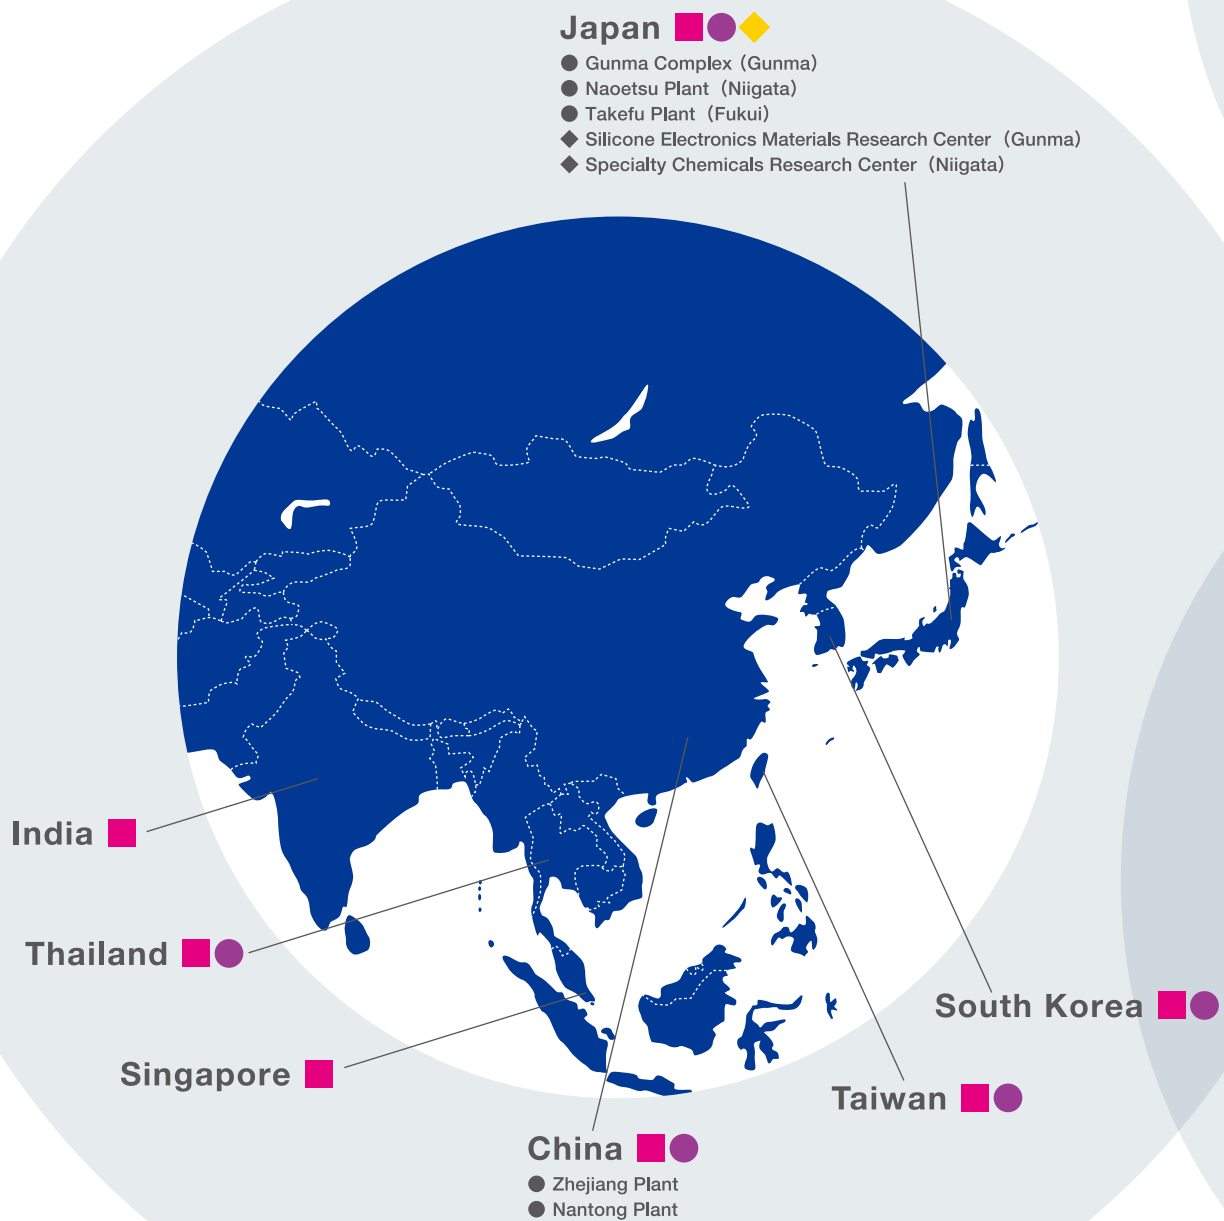 Japan
Gunma Complex (Gunma)
Naoetsu Plant (Niigata)
Takefu Plant (Fukui)
Silicone Electronics Materials Research Center (Gunma)
Specialty Chemicals Research Center (Niigata)
India
Thailand
South Korea
Singapore
Taiwan
China
Zhejiang Plant
Nantong Plant